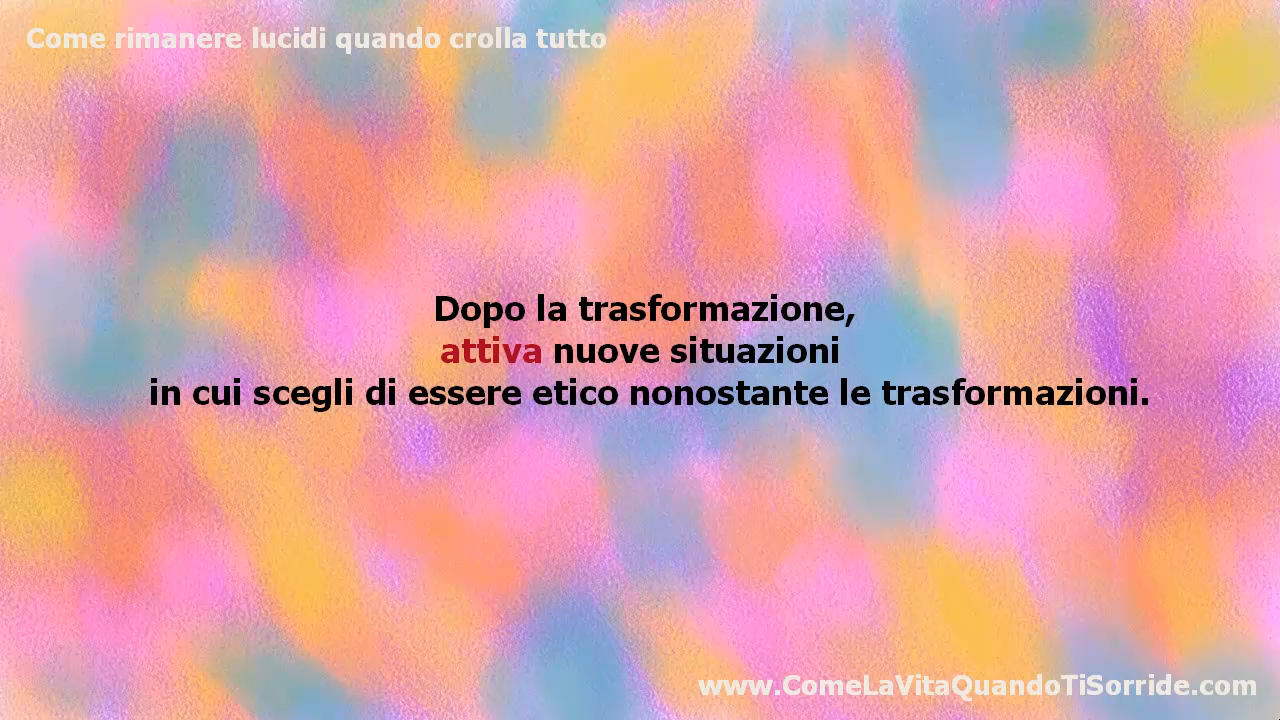 Come rimanere lucidi quando crolla tutto
Dopo la trasformazione,
attiva nuove situazioni
in cui scegli di essere etico nonostante le trasformazioni.
www.ComeLaVitaQuandoTiSorride.com